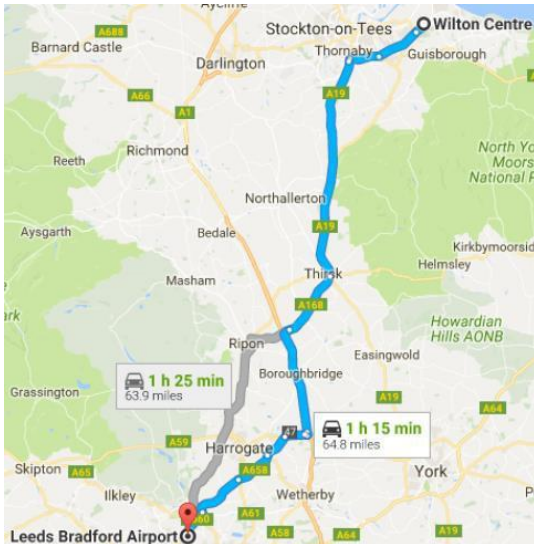 A688
Stockton-on-Tees
Wilton Centre
Barnard Castle
Thornaby
Guisborough
Darlington
A66
A1
A19
Richmond
North Yo
Moors
National P
Reeth
Northallerton
Aysgarth
Bedale
A19
Kirkbymoorside
Masham
Thirsk
Helmsley
A168
Howardian
Hills AONB
Ripon
Easingwold
1 h 25 min
63.9 miles
Boroughbridge
Grassington
A19
A64
A59
47
1 h 15 min
64.8 miles
Harrogate
Skipton
A65
A658
York
Ilkley
Wetherby
A61
Leeds Bradford Airport
A58
A64
A19